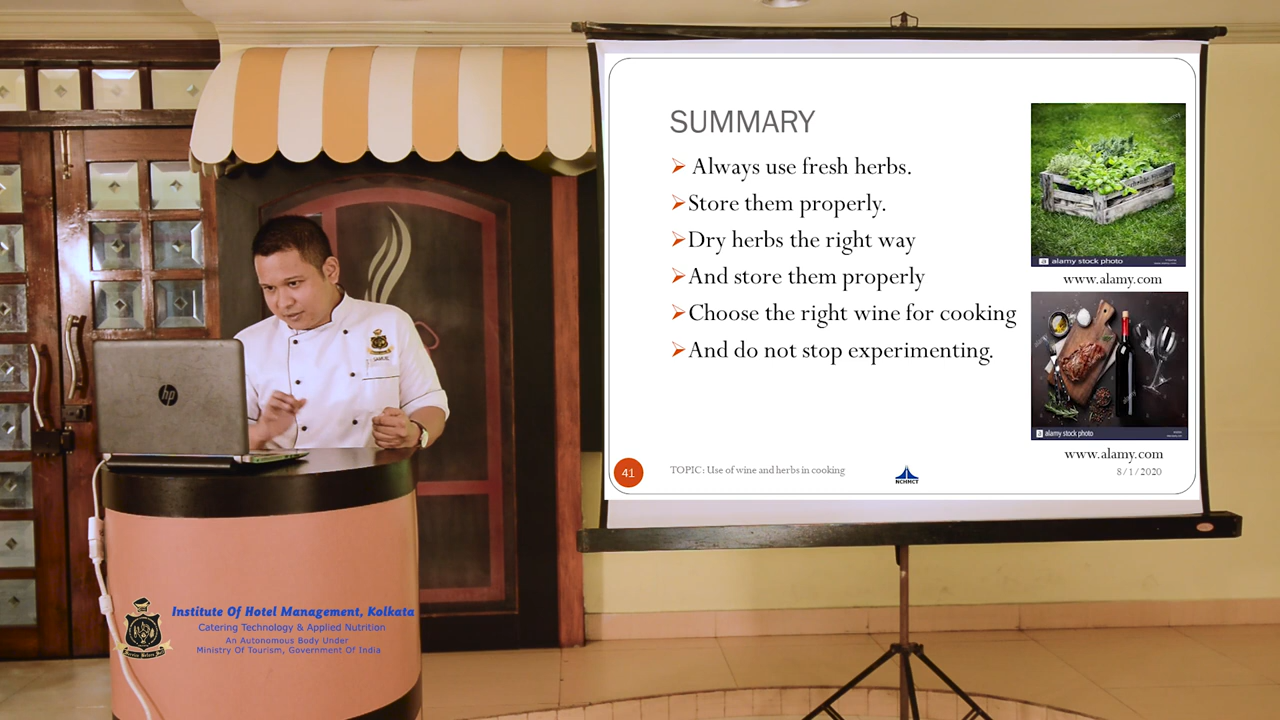 SUMMARY
Always use fresh herbs.
Store them properly.
Dry herbs the right way
And store them properly
Choose the right wine for cooking
And do not stop experimenting.
alamy stock photo
www.alamy.com
a alamy stock photo
www.alamy.com
41
TOPIC: Use of wine and herbs in cooking
NCHMCT
8/1/2020
hp
Institute Of Hotel Management, Kolkata
Catering Technology & Applied Nutrition
An Autonomous Body Under
Ministry Of Tourism, Government Of India